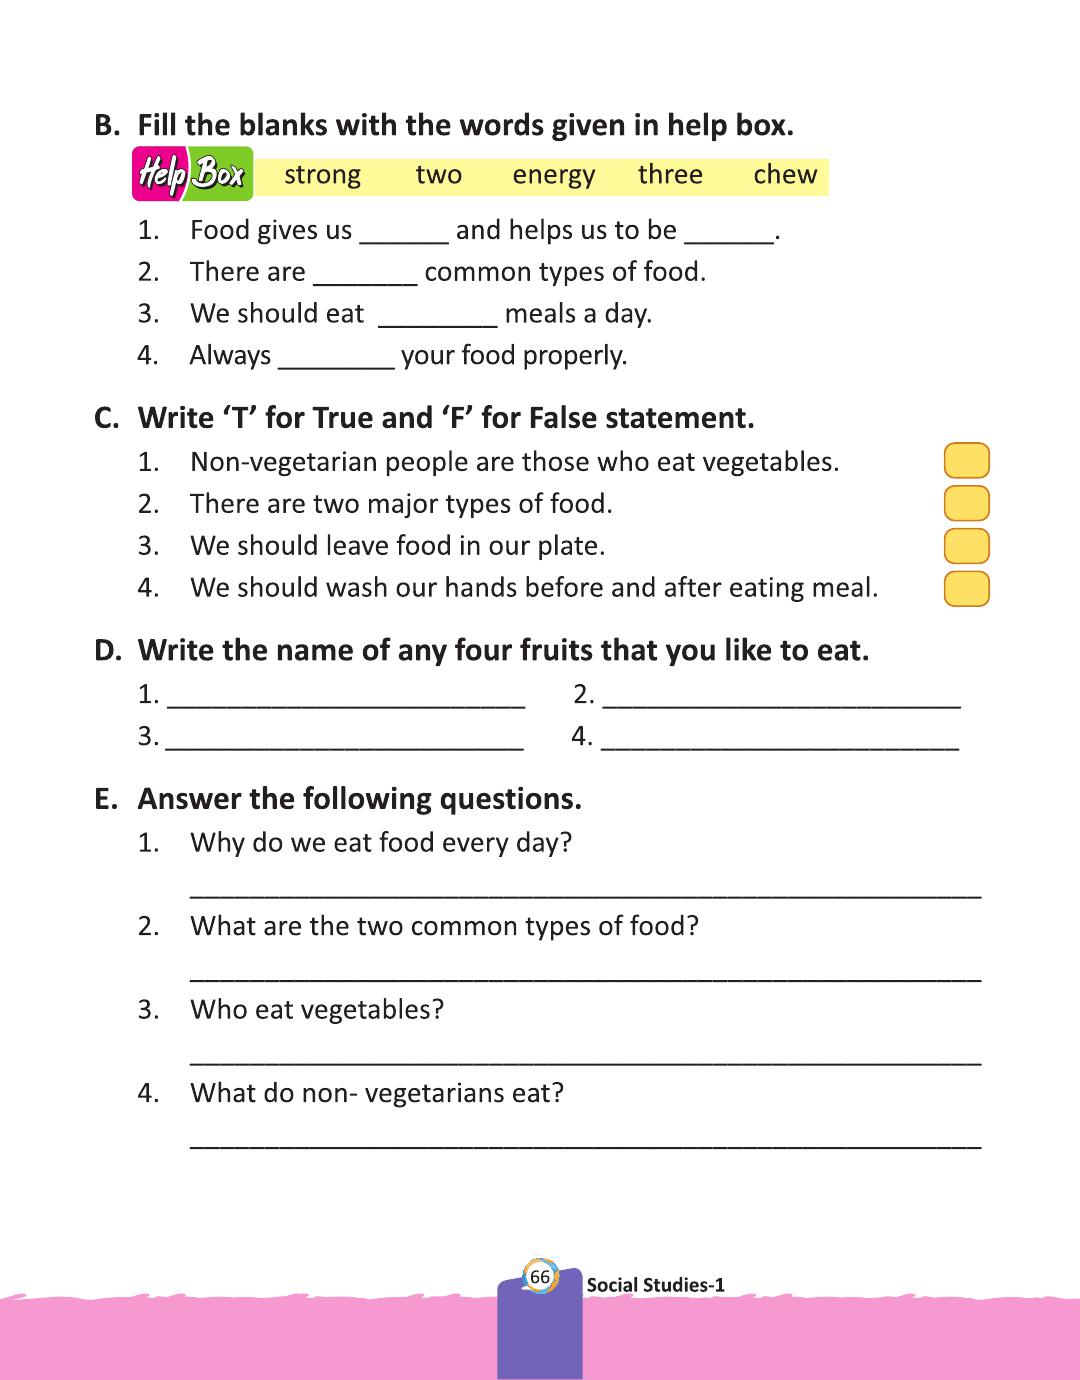 B. Fill the blanks with the words given in help box.
Help Box strong two energy three chew
1. Food gives us ______ and helps us to be ______.
2. There are _______ common types of food.
3. We should eat ________ meals a day.
4. Always ________ your food properly.
C. Write ‘T’ for True and ‘F’ for False statement.
1. Non-vegetarian people are those who eat vegetables.
2. There are two major types of food.
3. We should leave food in our plate.
4. We should wash our hands before and after eating meal.
D. Write the name of any four fruits that you like to eat.
1. ________________________ 2. ________________________
3. ________________________ 4. ________________________
E. Answer the following questions.
1. Why do we eat food every day?
2. What are the two common types of food?
3. Who eat vegetables?
4. What do non- vegetarians eat?
66 Social Studies-1